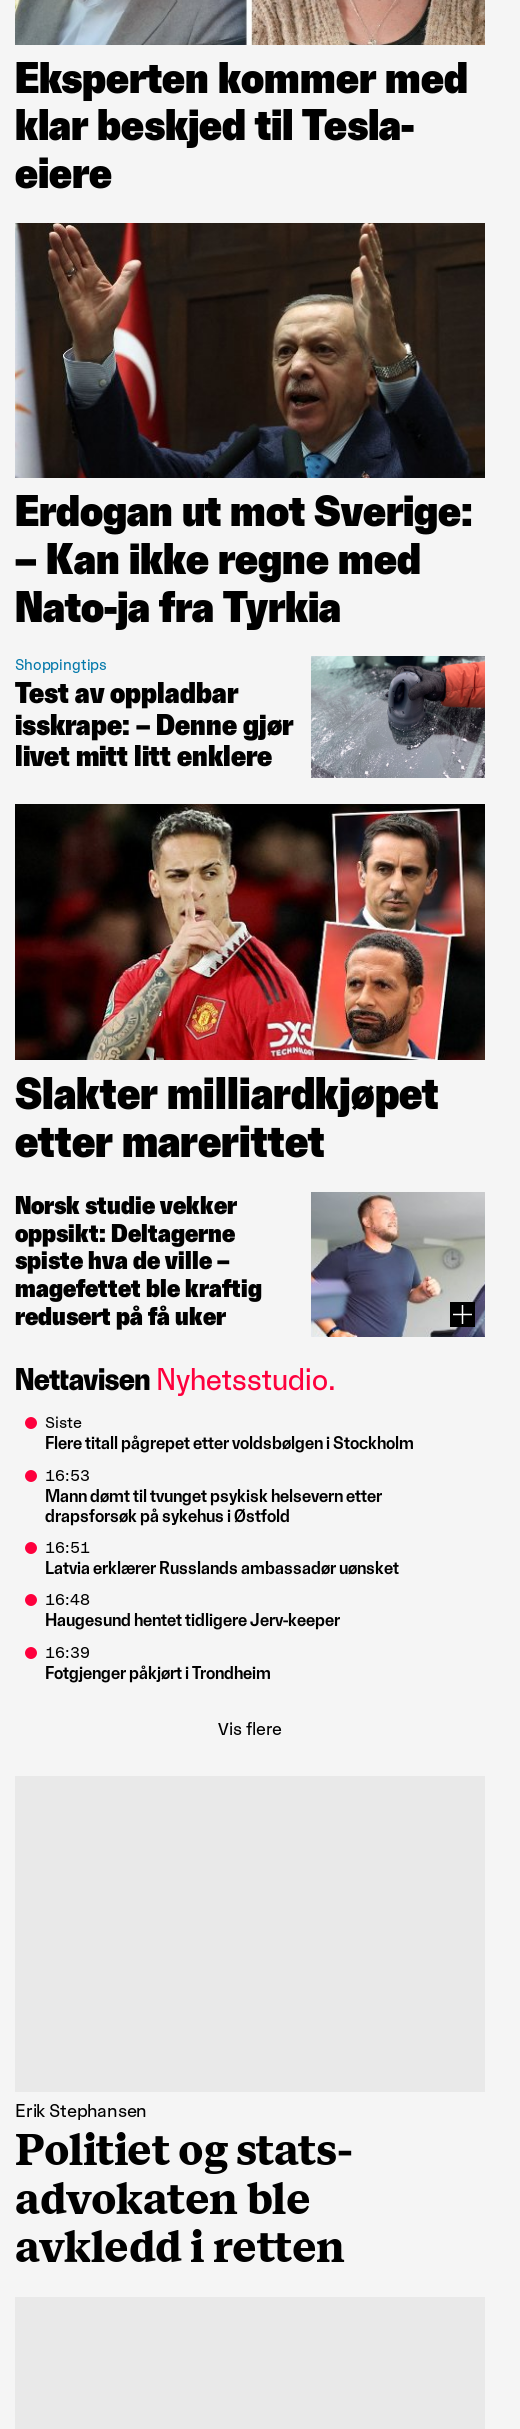 Eksperten kommer med
klar beskjed til Tesla-
eiere
Erdogan ut mot Sverige:
– Kan ikke regne med
Nato-ja fra Tyrkia
Shoppingtips
Test av oppladbar
isskrape: – Denne gjør
livet mitt litt enklere
DXC
TECHNOLOGY
Slakter milliardkjøpet
etter marerittet
Norsk studie vekker
oppsikt: Deltagerne
spiste hva de ville –
magefettet ble kraftig
redusert på få uker
Nettavisen Nyhetsstudio.
Siste
Flere titall pågrepet etter voldsbølgen i Stockholm
16:53
Mann dømt til tvunget psykisk helsevern etter
drapsforsøk på sykehus i Østfold
16:51
Latvia erklærer Russlands ambassadør uønsket
16:48
Haugesund hentet tidligere Jerv-keeper
16:39
Fotgjenger påkjørt i Trondheim
Vis flere
Erik Stephansen
Politiet og stats-
advokaten ble
avkledd i retten